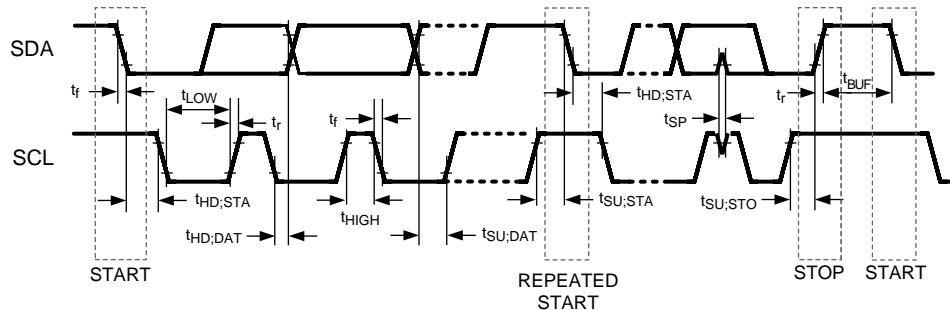 SDA
t_f
t_LOW
t_r
t_f
t_HD;STA
t_SP
t_r
t_BUF
SCL
t_HD;STA
t_HD;DAT
t_HIGH
t_SU;DAT
t_SU;STA
t_SU;STO
START
REPEATED
START
STOP
START